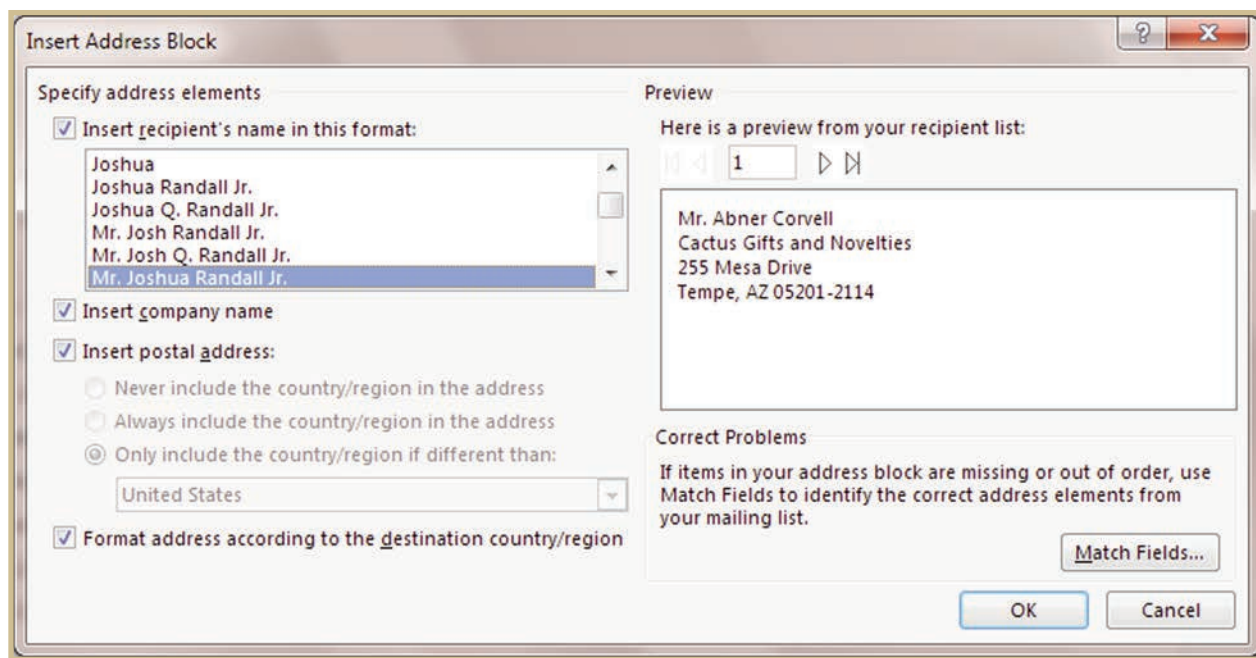 Insert Address Block
Specify address elements
Insert recipient's name in this format:
Joshua
Joshua Randall Jr.
Joshua Q. Randall Jr.
Mr. Josh Randall Jr.
Mr. Josh Q. Randall Jr.
Mr. Joshua Randall Jr.
Insert company name
Insert postal address:
Never include the country/region in the address
Always include the country/region in the address
Only include the country/region if different than:
United States
Format address according to the destination country/region
Preview
Here is a preview from your recipient list:
1
Mr. Abner Corvell
Cactus Gifts and Novelties
255 Mesa Drive
Tempe, AZ 05201-2114
Correct Problems
If items in your address block are missing or out of order, use
Match Fields to identify the correct address elements from
your mailing list.
Match Fields...
OK
Cancel